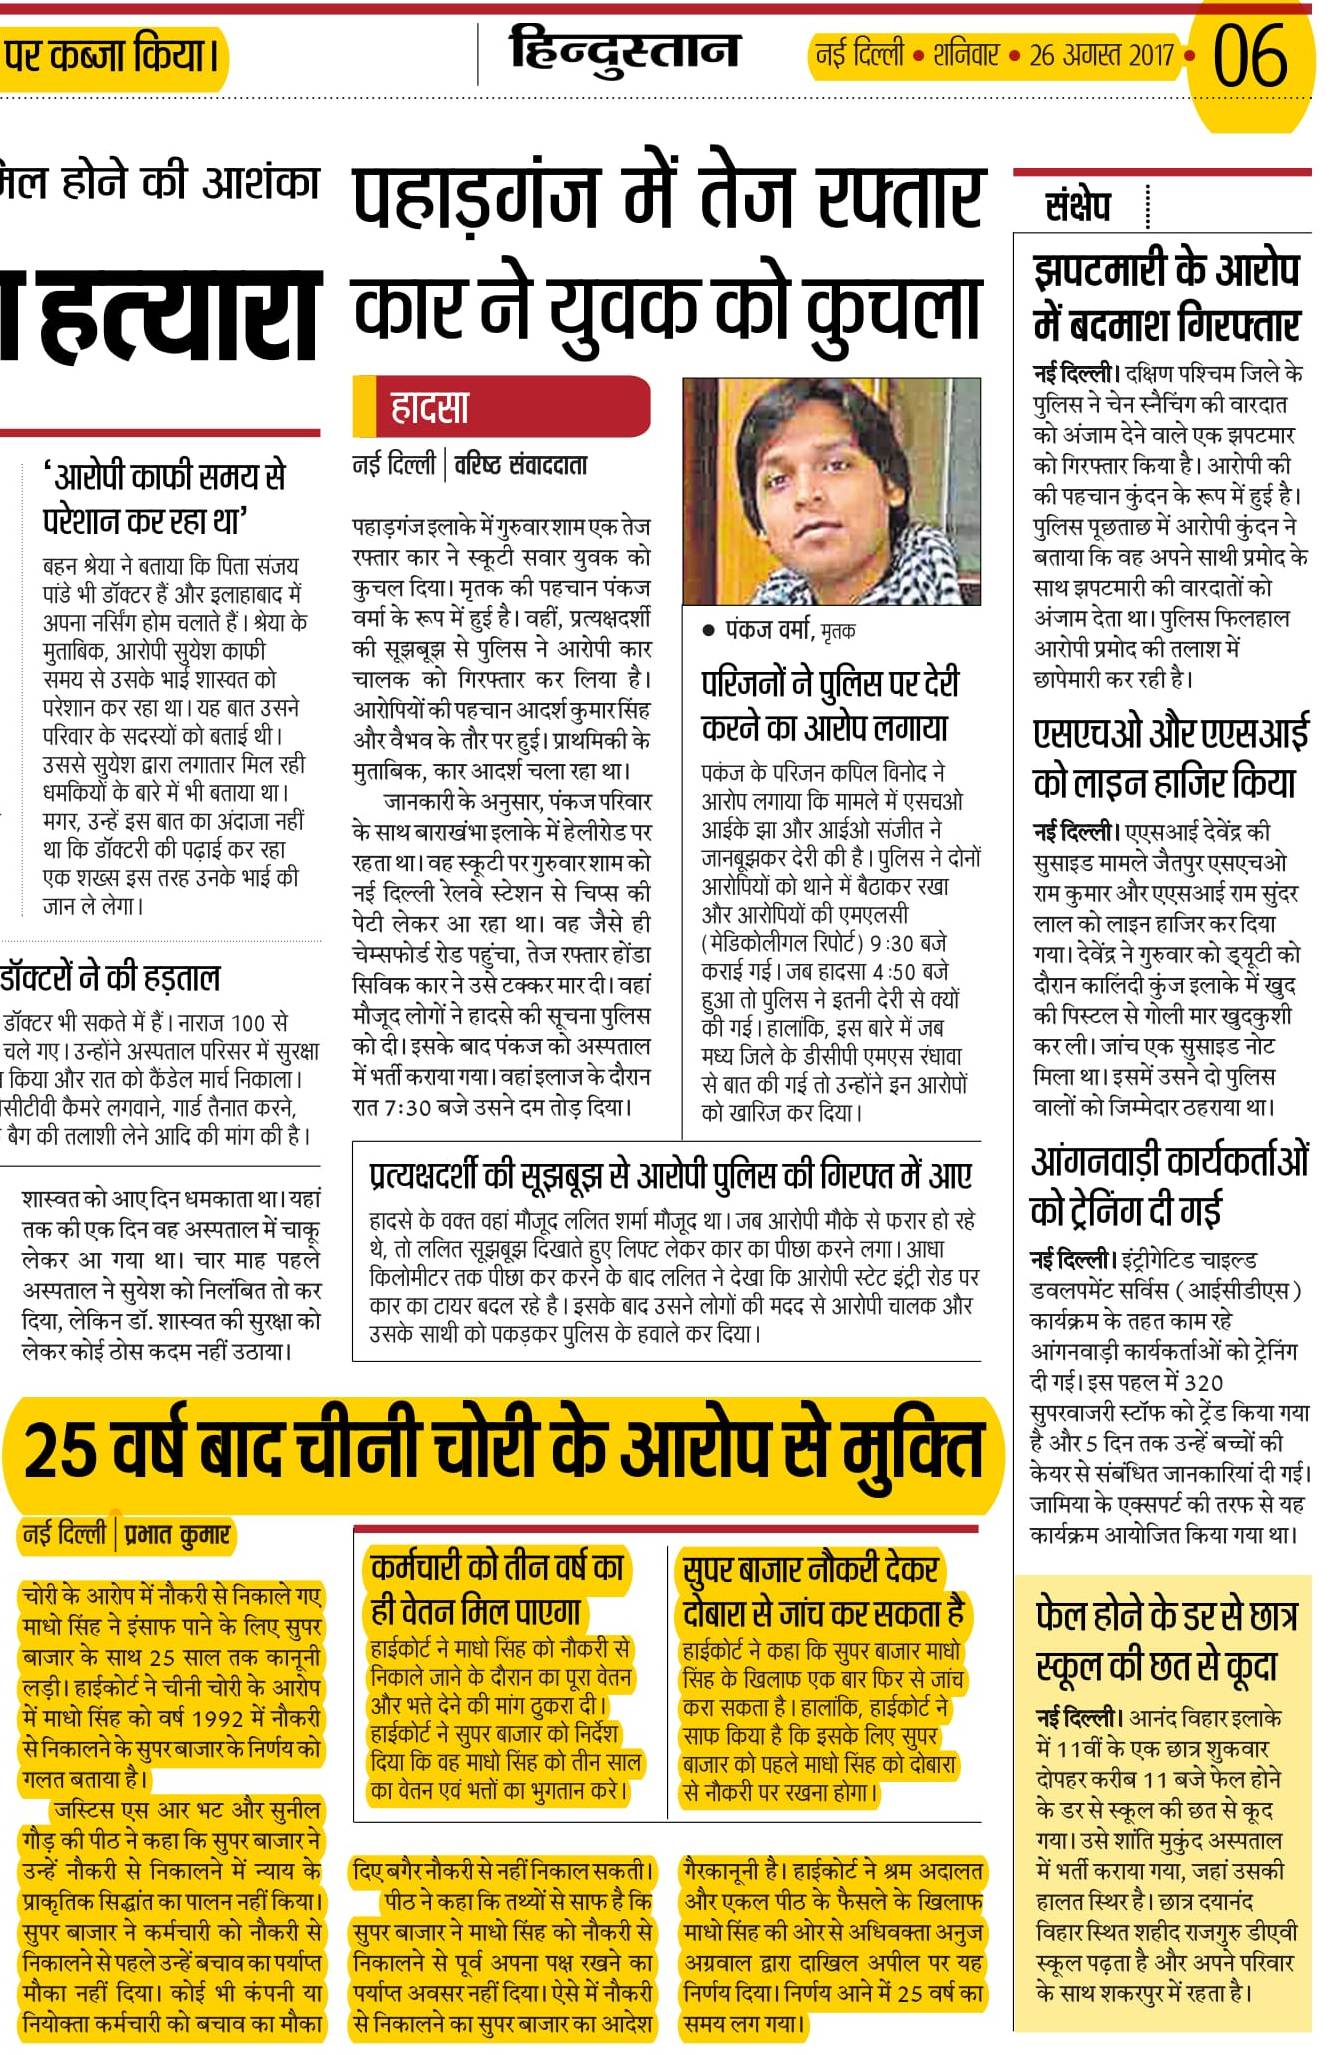 पर कब्जा किया।
हिन्दुस्तान
नई दिल्ली • शनिवार • 26 अगस्त 2017 • 06
होने की आशंका
हत्यारा
‘आरोपी काफी समय से
परेशान कर रहा था’
बहन श्रेया ने बताया कि पिता संजय
पांडे भी डॉक्टर हैं और इलाहाबाद में
अपना नर्सिंग होम चलाते हैं। श्रेया के
मुताबिक, आरोपी सुयेश काफी
समय से उसके भाई शास्वत को
परेशान कर रहा था। यह बात उसने
परिवार के सदस्यों को बताई थी।
उससे सुयेश द्वारा लगातार मिल रही
धमकियों के बारे में भी बताया था।
मगर, उन्हें इस बात का अंदाजा नहीं
था कि डॉक्टरी की पढ़ाई कर रहा
एक शख्स इस तरह उनके भाई की
जान ले लेगा।
डॉक्टरों ने की हड़ताल
डॉक्टर भी सकते में हैं। नाराज 100 से
चले गए। उन्होंने अस्पताल परिसर में सुरक्षा
किया और रात को कैंडेल मार्च निकाला।
सीटीवी कैमरे लगवाने, गार्ड तैनात करने,
बैग की तलाशी लेने आदि की मांग की है।
शास्वत को आए दिन धमकाता था। यहां
तक की एक दिन वह अस्पताल में चाकू
लेकर आ गया था। चार माह पहले
अस्पताल ने सुयेश को निलंबित तो कर
दिया, लेकिन डॉ. शास्वत की सुरक्षा को
लेकर कोई ठोस कदम नहीं उठाया।
पहाड़गंज में तेज रफ्तार
कार ने युवक को कुचला
हादसा
नई दिल्ली | वरिष्ठ संवाददाता
पहाड़गंज इलाके में गुरुवार शाम एक तेज
रफ्तार कार ने स्कूटी सवार युवक को
कुचल दिया। मृतक की पहचान पंकज
वर्मा के रूप में हुई है। वहीं, प्रत्यक्षदर्शी
की सूझबूझ से पुलिस ने आरोपी कार
चालक को गिरफ्तार कर लिया है।
आरोपियों की पहचान आदर्श कुमार सिंह
और वैभव के तौर पर हुई। प्राथमिकी के
मुताबिक, कार आदर्श चला रहा था।
जानकारी के अनुसार, पंकज परिवार
के साथ बाराखंभा इलाके में हेलीरोड पर
रहता था। वह स्कूटी पर गुरुवार शाम को
नई दिल्ली रेलवे स्टेशन से चिप्स की
पेटी लेकर आ रहा था। वह जैसे ही
चेम्सफोर्ड रोड पहुंचा, तेज रफ्तार होंडा
सिविक कार ने उसे टक्कर मार दी। वहां
मौजूद लोगों ने हादसे की सूचना पुलिस
को दी। इसके बाद पंकज को अस्पताल
में भर्ती कराया गया। वहां इलाज के दौरान
रात 7:30 बजे उसने दम तोड़ दिया।
• पंकज वर्मा, मृतक
परिजनों ने पुलिस पर देरी
करने का आरोप लगाया
पकंज के परिजन कपिल विनोद ने
आरोप लगाया कि मामले में एसचओ
आईके झा और आईओ संजीत ने
जानबूझकर देरी की है। पुलिस ने दोनों
आरोपियों को थाने में बैठाकर रखा
और आरोपियों की एमएलसी
(मेडिकोलीगल रिपोर्ट) 9:30 बजे
कराई गई। जब हादसा 4:50 बजे
हुआ तो पुलिस ने इतनी देरी से क्यों
की गई। हालांकि, इस बारे में जब
मध्य जिले के डीसीपी एमएस रंधावा
से बात की गई तो उन्होंने इन आरोपों
को खारिज कर दिया।
प्रत्यक्षदर्शी की सूझबूझ से आरोपी पुलिस की गिरफ्त में आए
हादसे के वक्त वहां मौजूद ललित शर्मा मौजूद था। जब आरोपी मौके से फरार हो रहे
थे, तो ललित सूझबूझ दिखाते हुए लिफ्ट लेकर कार का पीछा करने लगा। आधा
किलोमीटर तक पीछा कर करने के बाद ललित ने देखा कि आरोपी स्टेट इंट्री रोड पर
कार का टायर बदल रहे है। इसके बाद उसने लोगों की मदद से आरोपी चालक और
उसके साथी को पकड़कर पुलिस के हवाले कर दिया।
25 वर्ष बाद चीनी चोरी के आरोप से मुक्ति
नई दिल्ली | प्रभात कुमार
चोरी के आरोप में नौकरी से निकाले गए
माधो सिंह ने इंसाफ पाने के लिए सुपर
बाजार के साथ 25 साल तक कानूनी
लड़ी। हाईकोर्ट ने चीनी चोरी के आरोप
में माधो सिंह को वर्ष 1992 में नौकरी
से निकालने के सुपर बाजार के निर्णय को
गलत बताया है।
जस्टिस एस आर भट और सुनील
गौड़ की पीठ ने कहा कि सुपर बाजार ने
उन्हें नौकरी से निकालने में न्याय के
प्राकृतिक सिद्धांत का पालन नहीं किया।
सुपर बाजार ने कर्मचारी को नौकरी से
निकालने से पहले उन्हें बचाव का पर्याप्त
मौका नहीं दिया। कोई भी कंपनी या
नियोक्ता कर्मचारी को बचाव का मौका
कर्मचारी को तीन वर्ष का
ही वेतन मिल पाएगा
हाईकोर्ट ने माधो सिंह को नौकरी से
निकाले जाने के दौरान का पूरा वेतन
और भत्ते देने की मांग ठुकरा दी।
हाईकोर्ट ने सुपर बाजार को निर्देश
दिया कि वह माधो सिंह को तीन साल
का वेतन एवं भत्तों का भुगतान करे।
सुपर बाजार नौकरी देकर
दोबारा से जांच कर सकता है
हाईकोर्ट ने कहा कि सुपर बाजार माधो
सिंह के खिलाफ एक बार फिर से जांच
करा सकता है। हालांकि, हाईकोर्ट ने
साफ किया है कि इसके लिए सुपर
बाजार को पहले माधो सिंह को दोबारा
से नौकरी पर रखना होगा।
दिए बगैर नौकरी से नहीं निकाल सकती।
पीठ ने कहा कि तथ्यों से साफ है कि
सुपर बाजार ने माधो सिंह को नौकरी से
निकालने से पूर्व अपना पक्ष रखने का
पर्याप्त अवसर नहीं दिया। ऐसे में नौकरी
से निकालने का सुपर बाजार का आदेश
गैरकानूनी है। हाईकोर्ट ने श्रम अदालत
और एकल पीठ के फैसले के खिलाफ
माधो सिंह की ओर से अधिवक्ता अनुज
अग्रवाल द्वारा दाखिल अपील पर यह
निर्णय दिया। निर्णय आने में 25 वर्ष का
समय लग गया।
संक्षेप
झपटमारी के आरोप
में बदमाश गिरफ्तार
नई दिल्ली। दक्षिण पश्चिम जिले के
पुलिस ने चेन स्नैचिंग की वारदात
को अंजाम देने वाले एक झपटमार
को गिरफ्तार किया है। आरोपी की
की पहचान कुंदन के रूप में हुई है।
पुलिस पूछताछ में आरोपी कुंदन ने
बताया कि वह अपने साथी प्रमोद के
साथ झपटमारी की वारदातों को
अंजाम देता था। पुलिस फिलहाल
आरोपी प्रमोद की तलाश में
छापेमारी कर रही है।
एसएचओ और एएसआई
को लाइन हाजिर किया
नई दिल्ली। एएसआई देवेंद्र की
सुसाइड मामले जैतपुर एसएचओ
राम कुमार और एएसआई राम सुंदर
लाल को लाइन हाजिर कर दिया
गया। देवेंद्र ने गुरुवार को ड्यूटी को
दौरान कालिंदी कुंज इलाके में खुद
की पिस्टल से गोली मार खुदकुशी
कर ली। जांच एक सुसाइड नोट
मिला था। इसमें उसने दो पुलिस
वालों को जिम्मेदार ठहराया था।
आंगनवाड़ी कार्यकर्ताओं
को ट्रेनिंग दी गई
नई दिल्ली। इंट्रीगेटिड चाइल्ड
डवलपमेंट सर्विस (आईसीडीएस)
कार्यक्रम के तहत काम रहे
आंगनवाड़ी कार्यकर्ताओं को ट्रेनिंग
दी गई। इस पहल में 320
सुपरवाजरी स्टॉफ को ट्रेंड किया गया
है और 5 दिन तक उन्हें बच्चों की
केयर से संबंधित जानकारियां दी गई।
जामिया के एक्सपर्ट की तरफ से यह
कार्यक्रम आयोजित किया गया था।
फेल होने के डर से छात्र
स्कूल की छत से कूदा
नई दिल्ली। आनंद विहार इलाके
में 11वीं के एक छात्र शुकवार
दोपहर करीब 11 बजे फेल होने
के डर से स्कूल की छत से कूद
गया। उसे शांति मुकुंद अस्पताल
में भर्ती कराया गया, जहां उसकी
हालत स्थिर है। छात्र दयानंद
विहार स्थित शहीद राजगुरु डीएवी
स्कूल पढ़ता है और अपने परिवार
के साथ शकरपुर में रहता है।